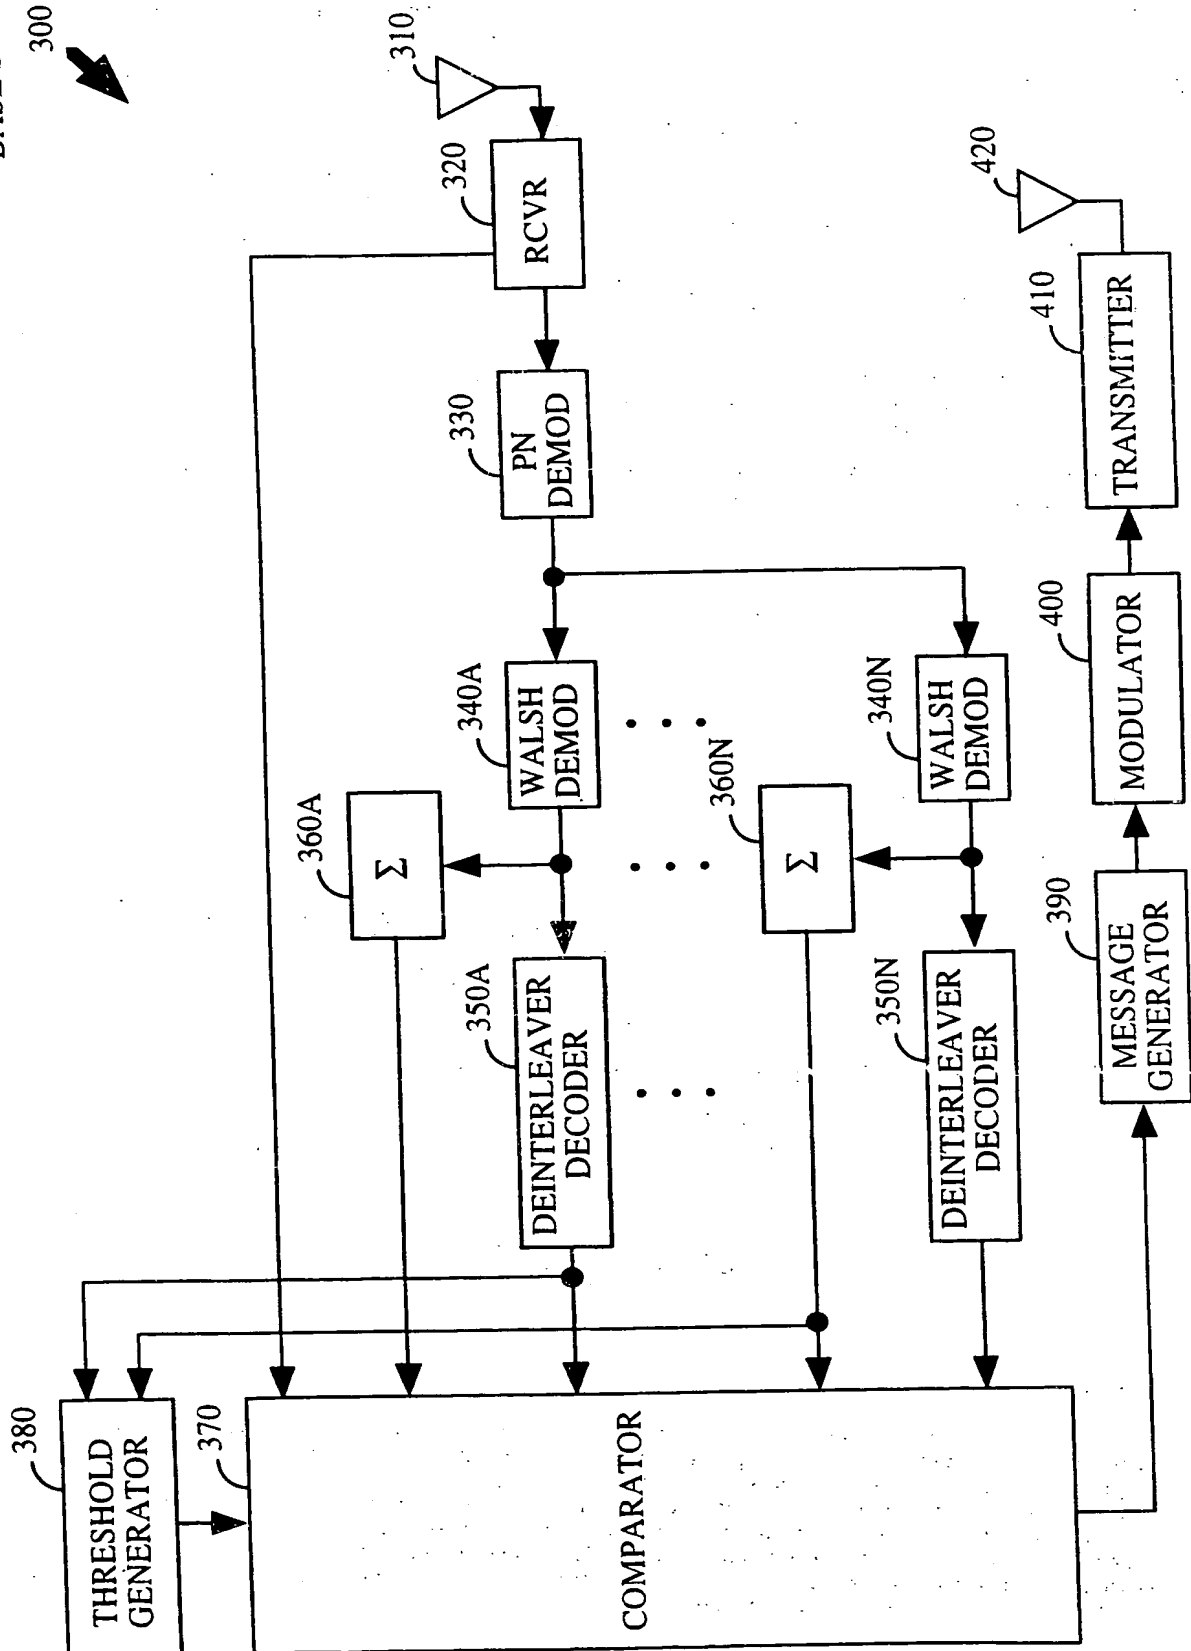 300
310
320
RCVR
330
PN
DEMOD
340A
WALSH
DEMOD
340N
WALSH
DEMOD
360A
Σ
360N
Σ
350A
DEINTERLEAVER
DECODER
350N
DEINTERLEAVER
DECODER
380
THRESHOLD
GENERATOR
370
COMPARATOR
390
MESSAGE
GENERATOR
400
MODULATOR
410
TRANSMITTER
420